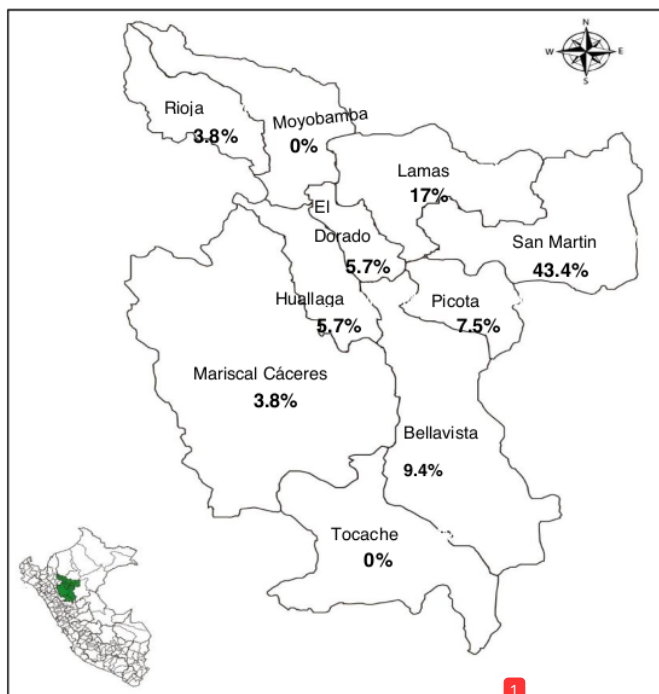 N
W
E
S
Rioja
3.8%
Moyobamba
0%
Lamas
17%
El
Dorado
5.7%
San Martin
43.4%
Huallaga
5.7%
Picota
7.5%
Mariscal Cáceres
3.8%
Bellavista
9.4%
Tocache
0%
1